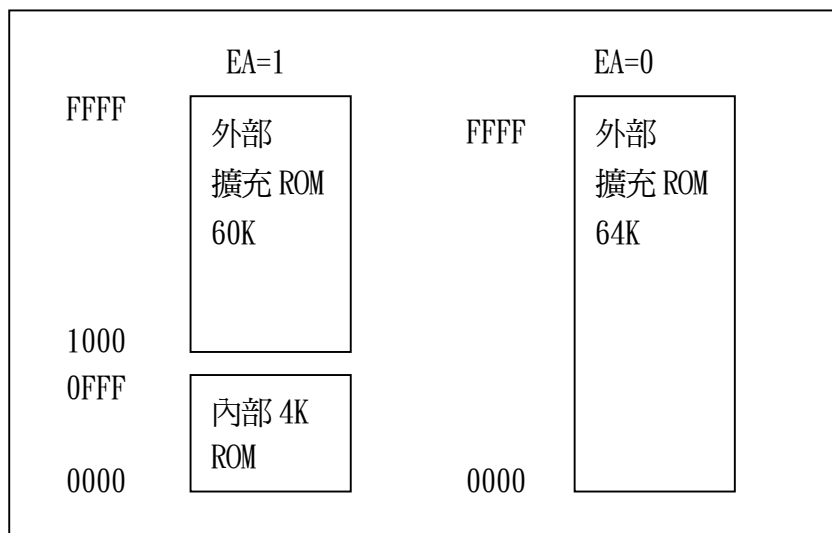 EA=1
EA=0
FFFF
外部
擴充 ROM
60K
1000
0FFF
內部 4K
ROM
0000
FFFF
外部
擴充 ROM
64K
0000